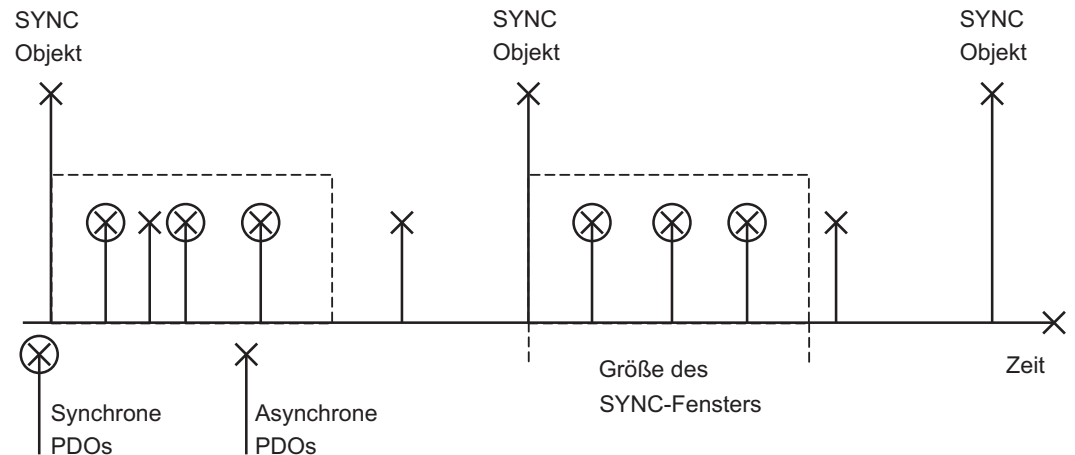 SYNC
Objekt
SYNC
Objekt
SYNC
Objekt
Größe des
SYNC-Fensters
Zeit
Synchrone
PDOs
Asynchrone
PDOs